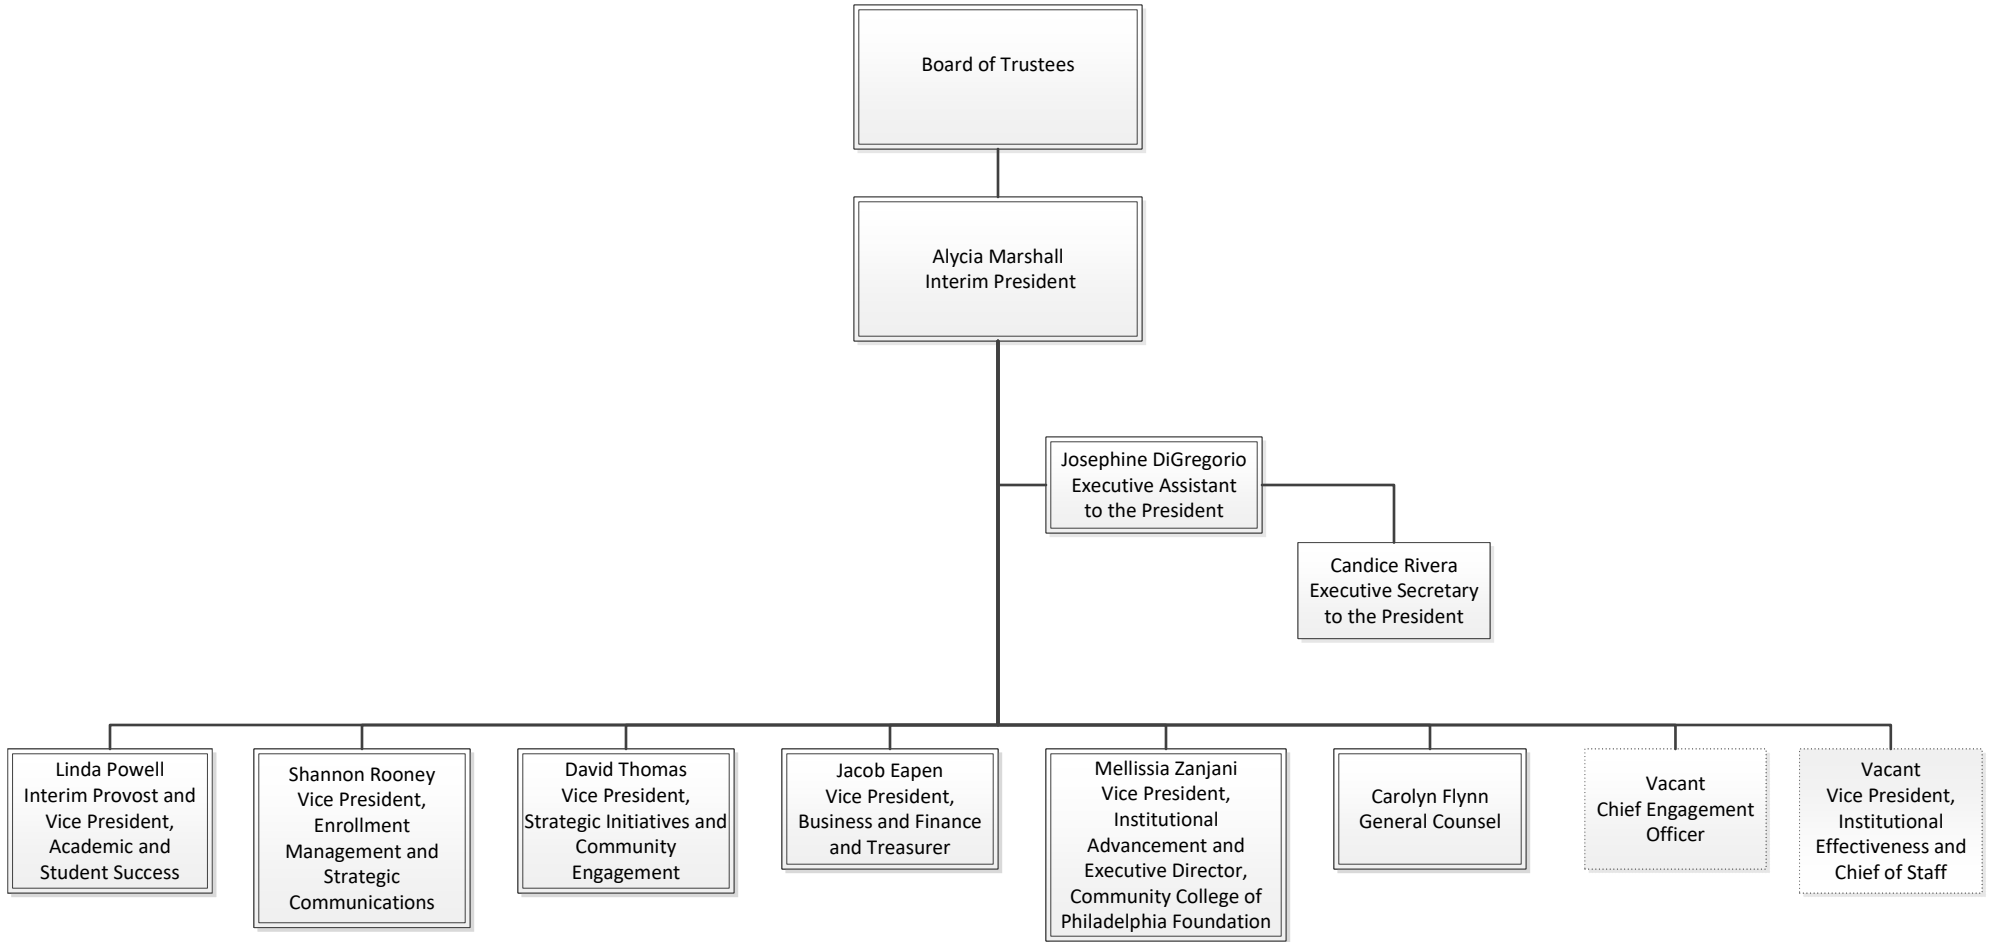 Board of Trustees
Alycia Marshall
Interim President
Josephine DiGregorio
Executive Assistant
to the President
Candice Rivera
Executive Secretary
to the President
Linda Powell
Interim Provost and
Vice President,
Academic and
Student Success
Shannon Rooney
Vice President,
Enrollment
Management and
Strategic
Communications
David Thomas
Vice President,
Strategic Initiatives and
Community
Engagement
Jacob Eapen
Vice President,
Business and Finance
and Treasurer
Mellissia Zanjani
Vice President,
Institutional
Advancement and
Executive Director,
Community College of
Philadelphia Foundation
Carolyn Flynn
General Counsel
Vacant
Chief Engagement
Officer
Vacant
Vice President,
Institutional
Effectiveness and
Chief of Staff